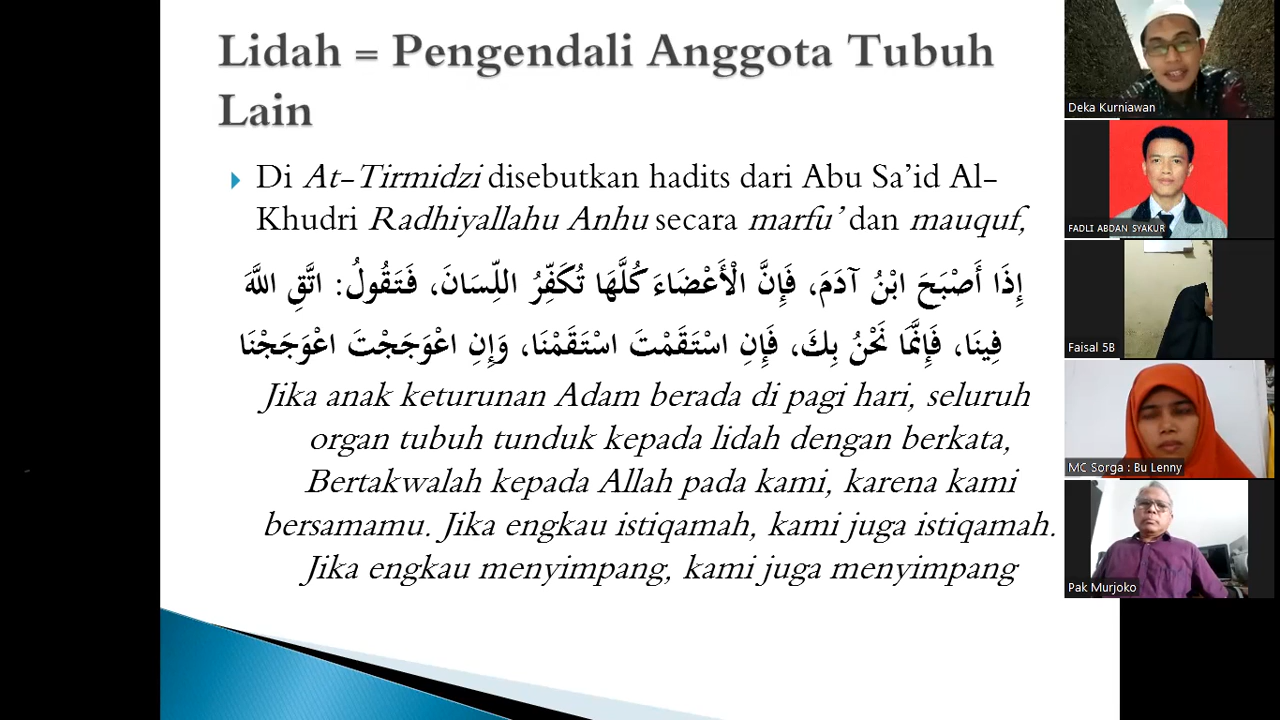 Lidah = Pengendali Anggota Tubuh
Lain
Di At-Tirmidzi disebutkan hadits dari Abu Sa’id Al-
Khudri Radhiyallahu Anhu secara marfu’ dan mauquf,
إِذَا أَصْبَحَ ابْنُ آدَمَ، فَإِنَّ الْأَعْضَاءَ كُلَّهَا تُكَفِّرُ اللِّسَانَ، فَتَقُولُ: اتَّقِ اللَّهَ
فِينَا، فَإِنَّمَا نَحْنُ بِكَ، فَإِنِ اسْتَقَمْتَ اسْتَقَمْنَا، وَإِنِ اعْوَجَجْتَ اعْوَجَجْنَا
Jika anak keturunan Adam berada di pagi hari, seluruh
organ tubuh tunduk kepada lidah dengan berkata,
Bertakwalah kepada Allah pada kami, karena kami
bersamamu. Jika engkau istiqamah, kami juga istiqamah.
Jika engkau menyimpang, kami juga menyimpang
Deka Kurniawan
FADLI ABDAN SYAKUR
Faisal 5B
MC Sorga : Bu Lenny
Pak Murjoko